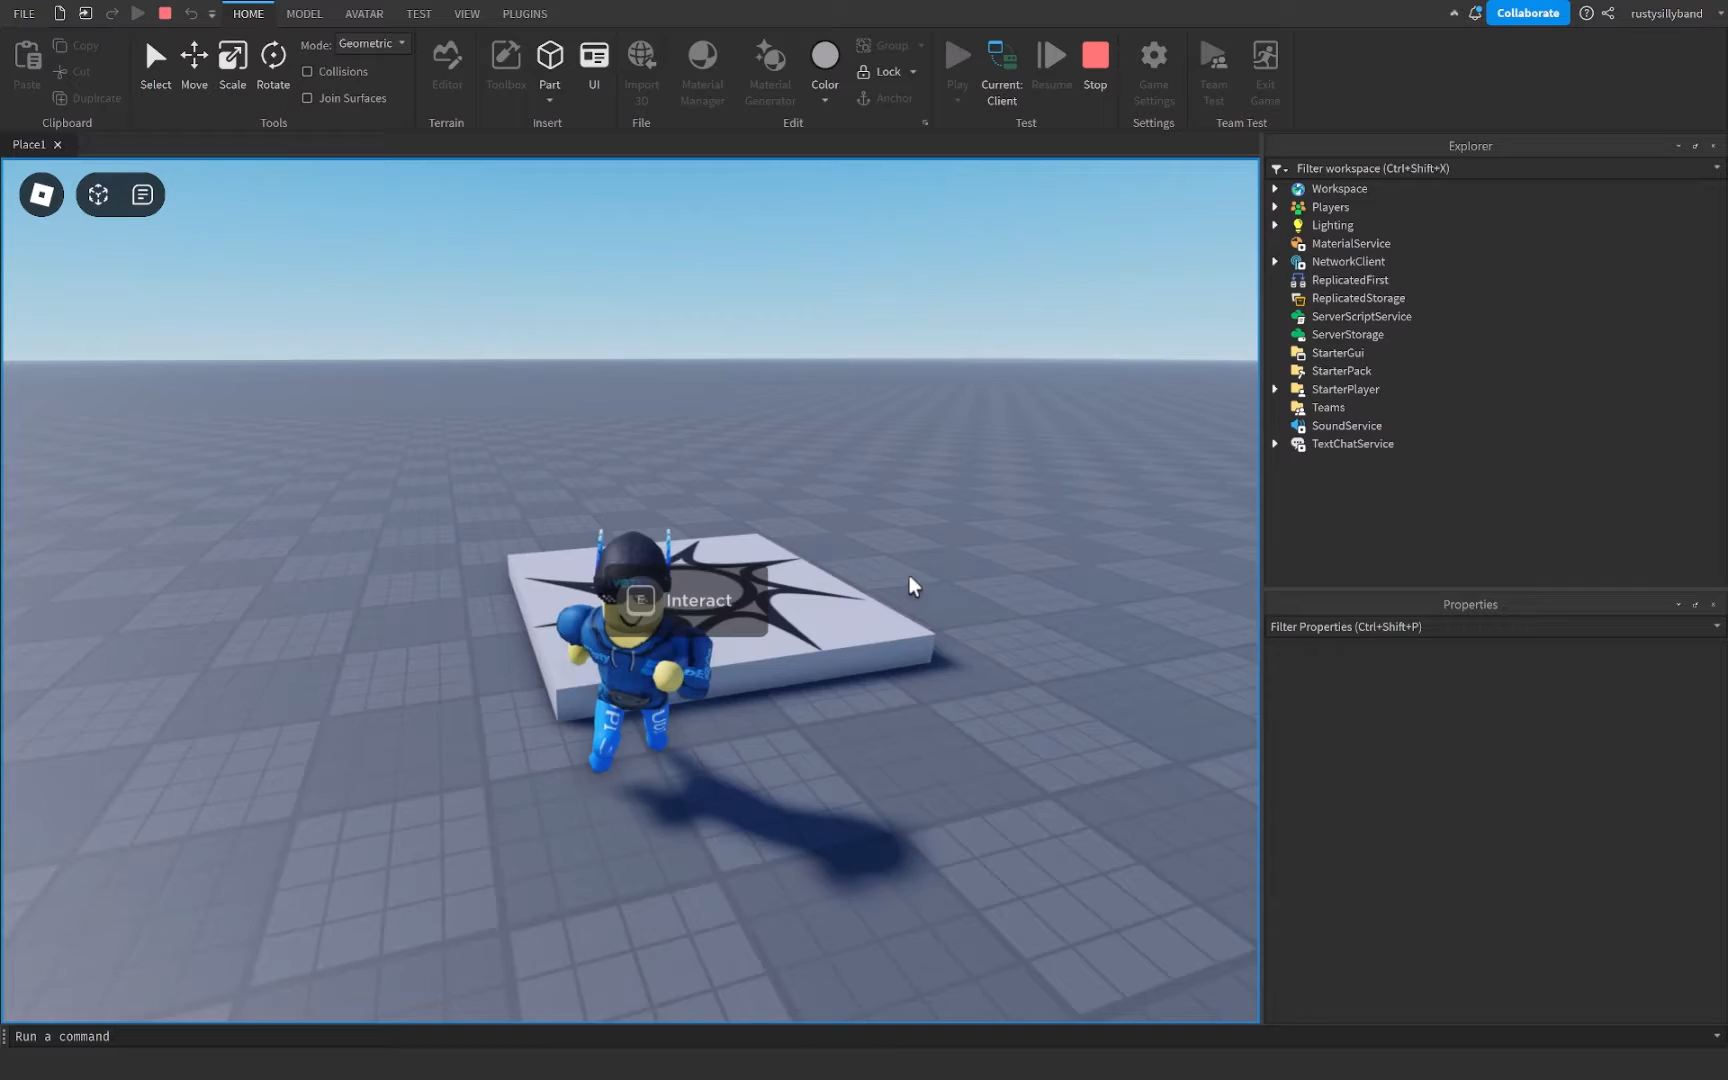 FILE HOME MODEL AVATAR TEST VIEW PLUGINS Collaborate rustysillyband
Paste Copy Cut Duplicate
Clipboard
Select Move Scale Rotate
Mode: Geometric
Collisions
Join Surfaces
Tools
Editor
Terrain
Toolbox Part UI
Insert
Import 3D
File
Material Manager
Material Generator
Color
Group
Lock
Anchor
Edit
Play
Current: Client
Resume
Stop
Test
Game Settings
Settings
Team Test
Exit Game
Team Test
Place1
Explorer
Filter workspace (Ctrl+Shift+X)
Workspace
Players
Lighting
MaterialService
NetworkClient
ReplicatedFirst
ReplicatedStorage
ServerScriptService
ServerStorage
StarterGui
StarterPack
StarterPlayer
Teams
SoundService
TextChatService
Properties
Filter Properties (Ctrl+Shift+P)
E Interact
Run a command